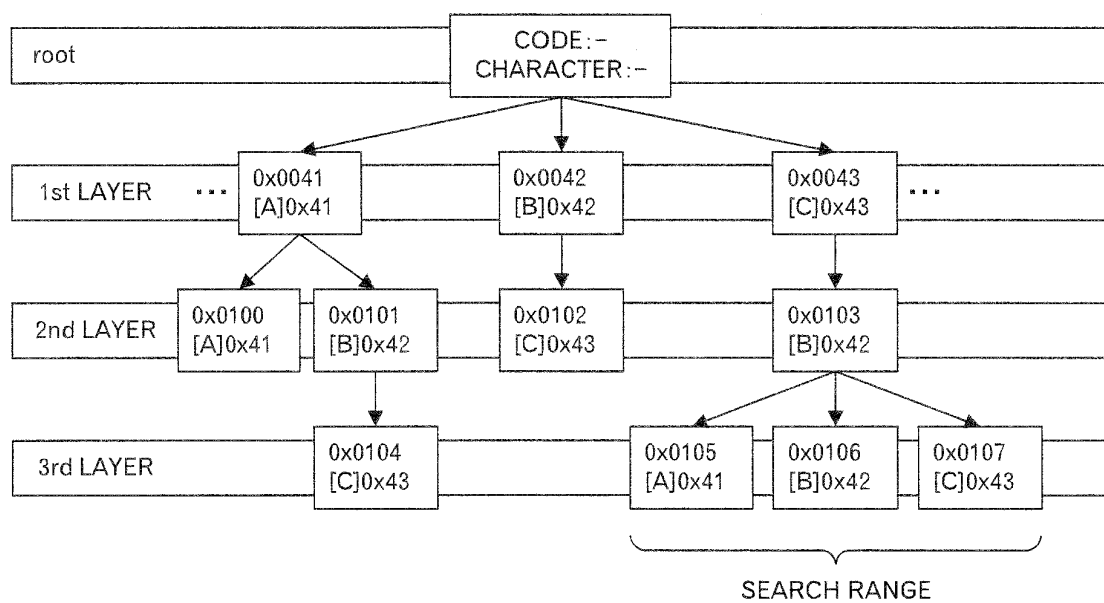 CODE:–
CHARACTER:–
root
0x0041
[A]0x41
0x0042
[B]0x42
0x0043
[C]0x43
1st LAYER
...
...
0x0100
[A]0x41
0x0101
[B]0x42
0x0102
[C]0x43
0x0103
[B]0x42
2nd LAYER
0x0104
[C]0x43
0x0105
[A]0x41
0x0106
[B]0x42
0x0107
[C]0x43
3rd LAYER
SEARCH RANGE